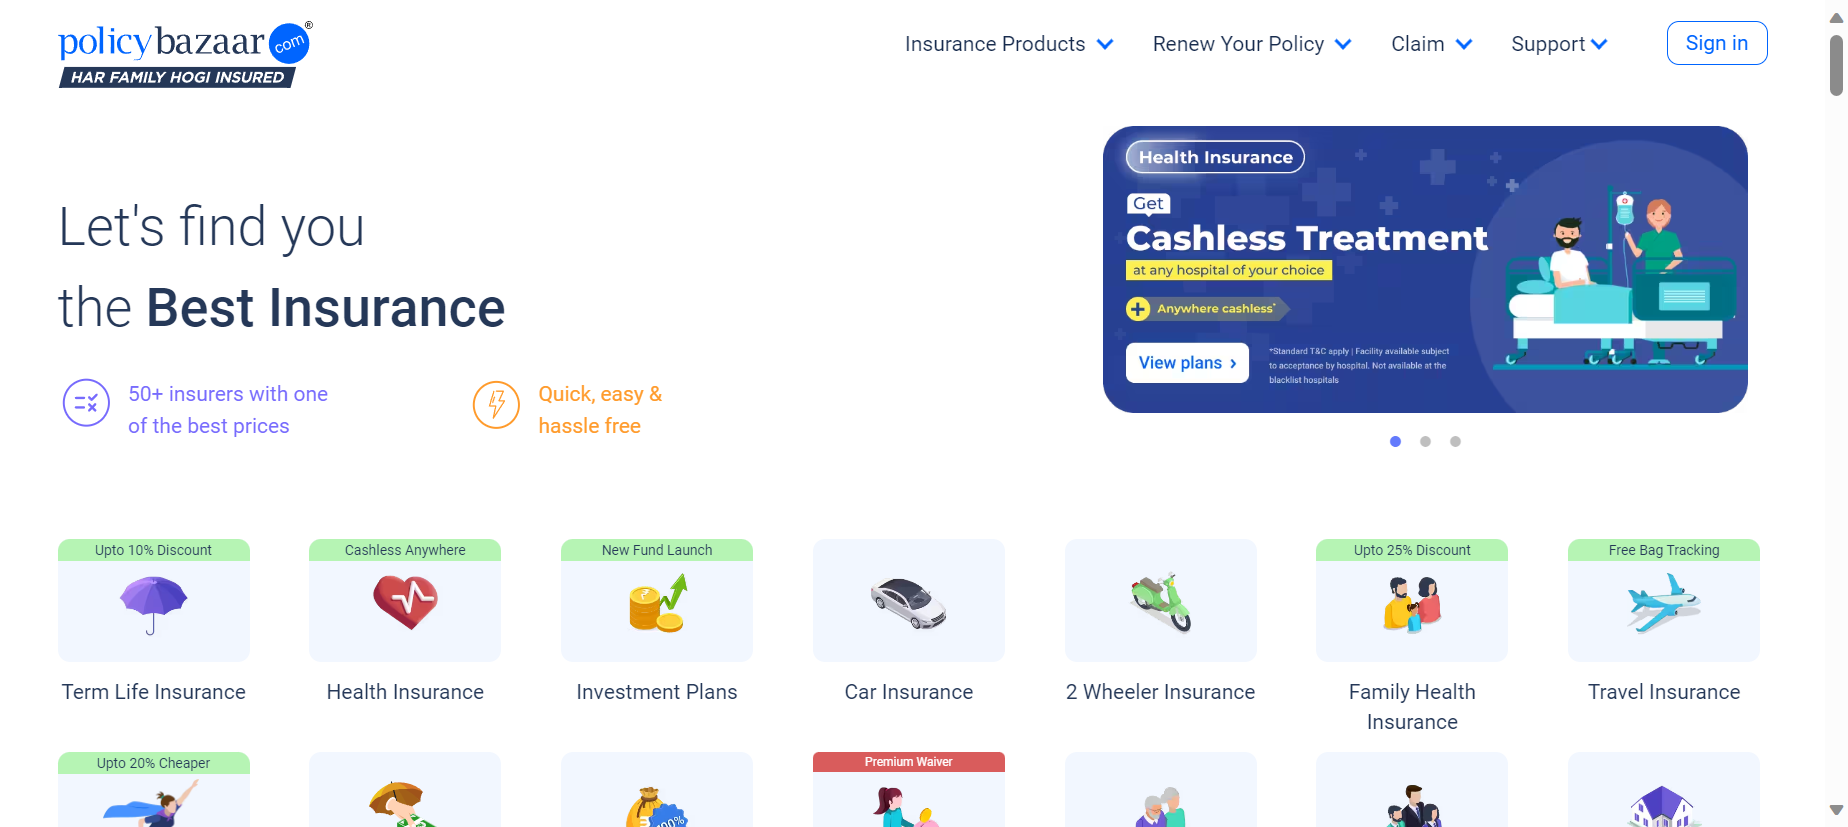 policybazaar com ®
HAR FAMILY HOGI INSURED
Insurance Products
Renew Your Policy
Claim
Support
Sign in
Let's find you
the Best Insurance
50+ insurers with one
of the best prices
Quick, easy &
hassle free
Health Insurance
Get
Cashless Treatment
at any hospital of your choice
Anywhere cashless*
View plans ›
*Standard T&C apply | Facility available subject
to acceptance by hospital. Not available at the
blacklist hospitals
Upto 10% Discount
Term Life Insurance
Cashless Anywhere
Health Insurance
New Fund Launch
Investment Plans
Car Insurance
2 Wheeler Insurance
Upto 25% Discount
Family Health
Insurance
Free Bag Tracking
Travel Insurance
Upto 20% Cheaper
100%
Premium Waiver